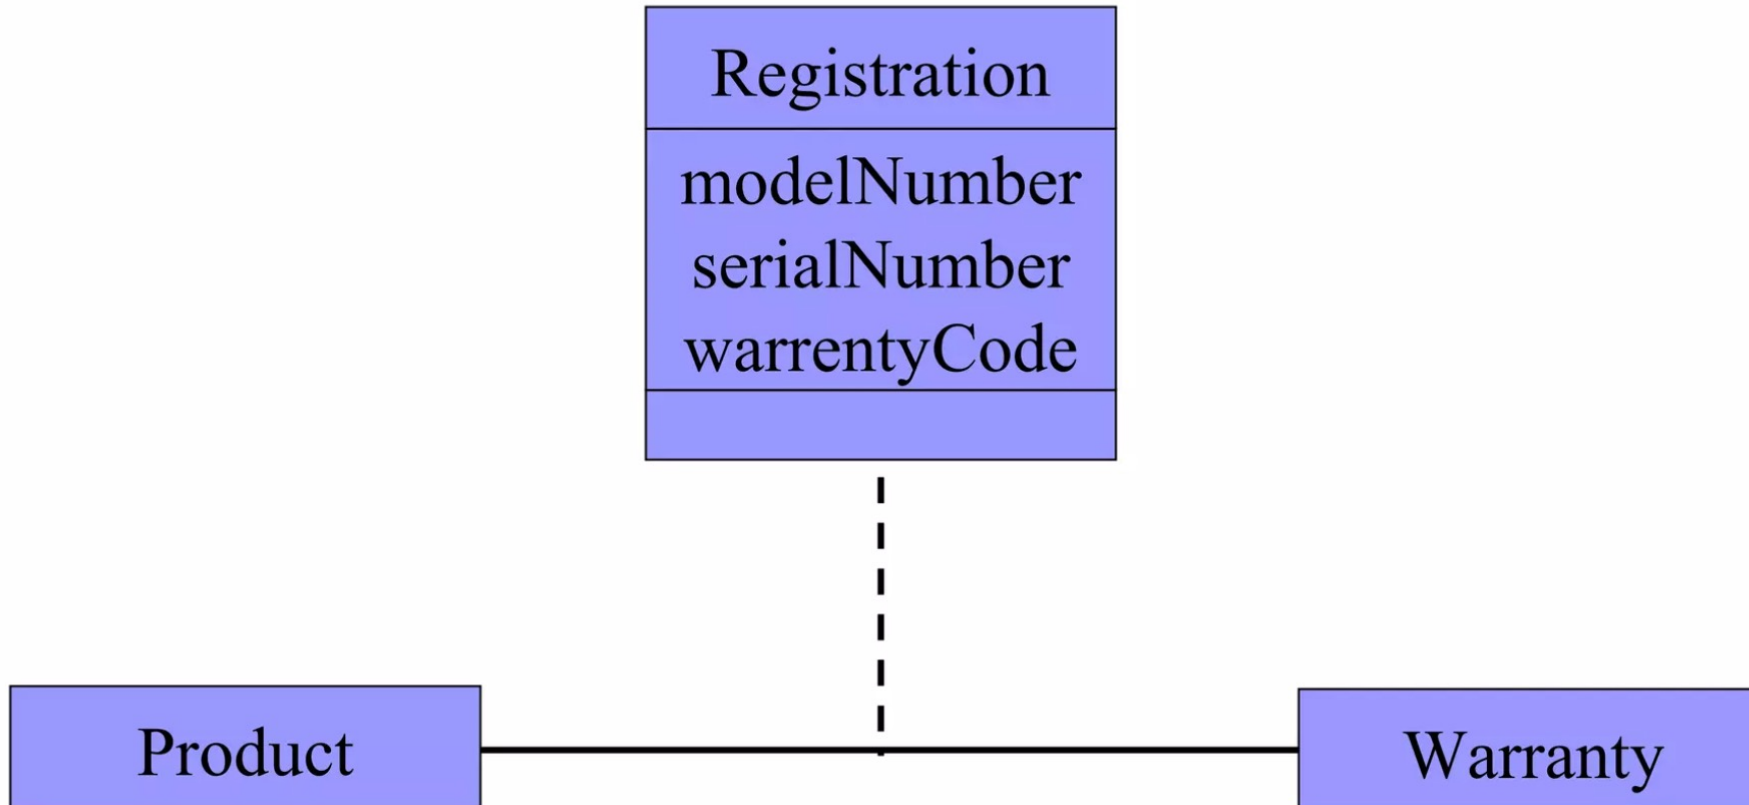 Registration
modelNumber
serialNumber
warrentyCode
Product
Warranty